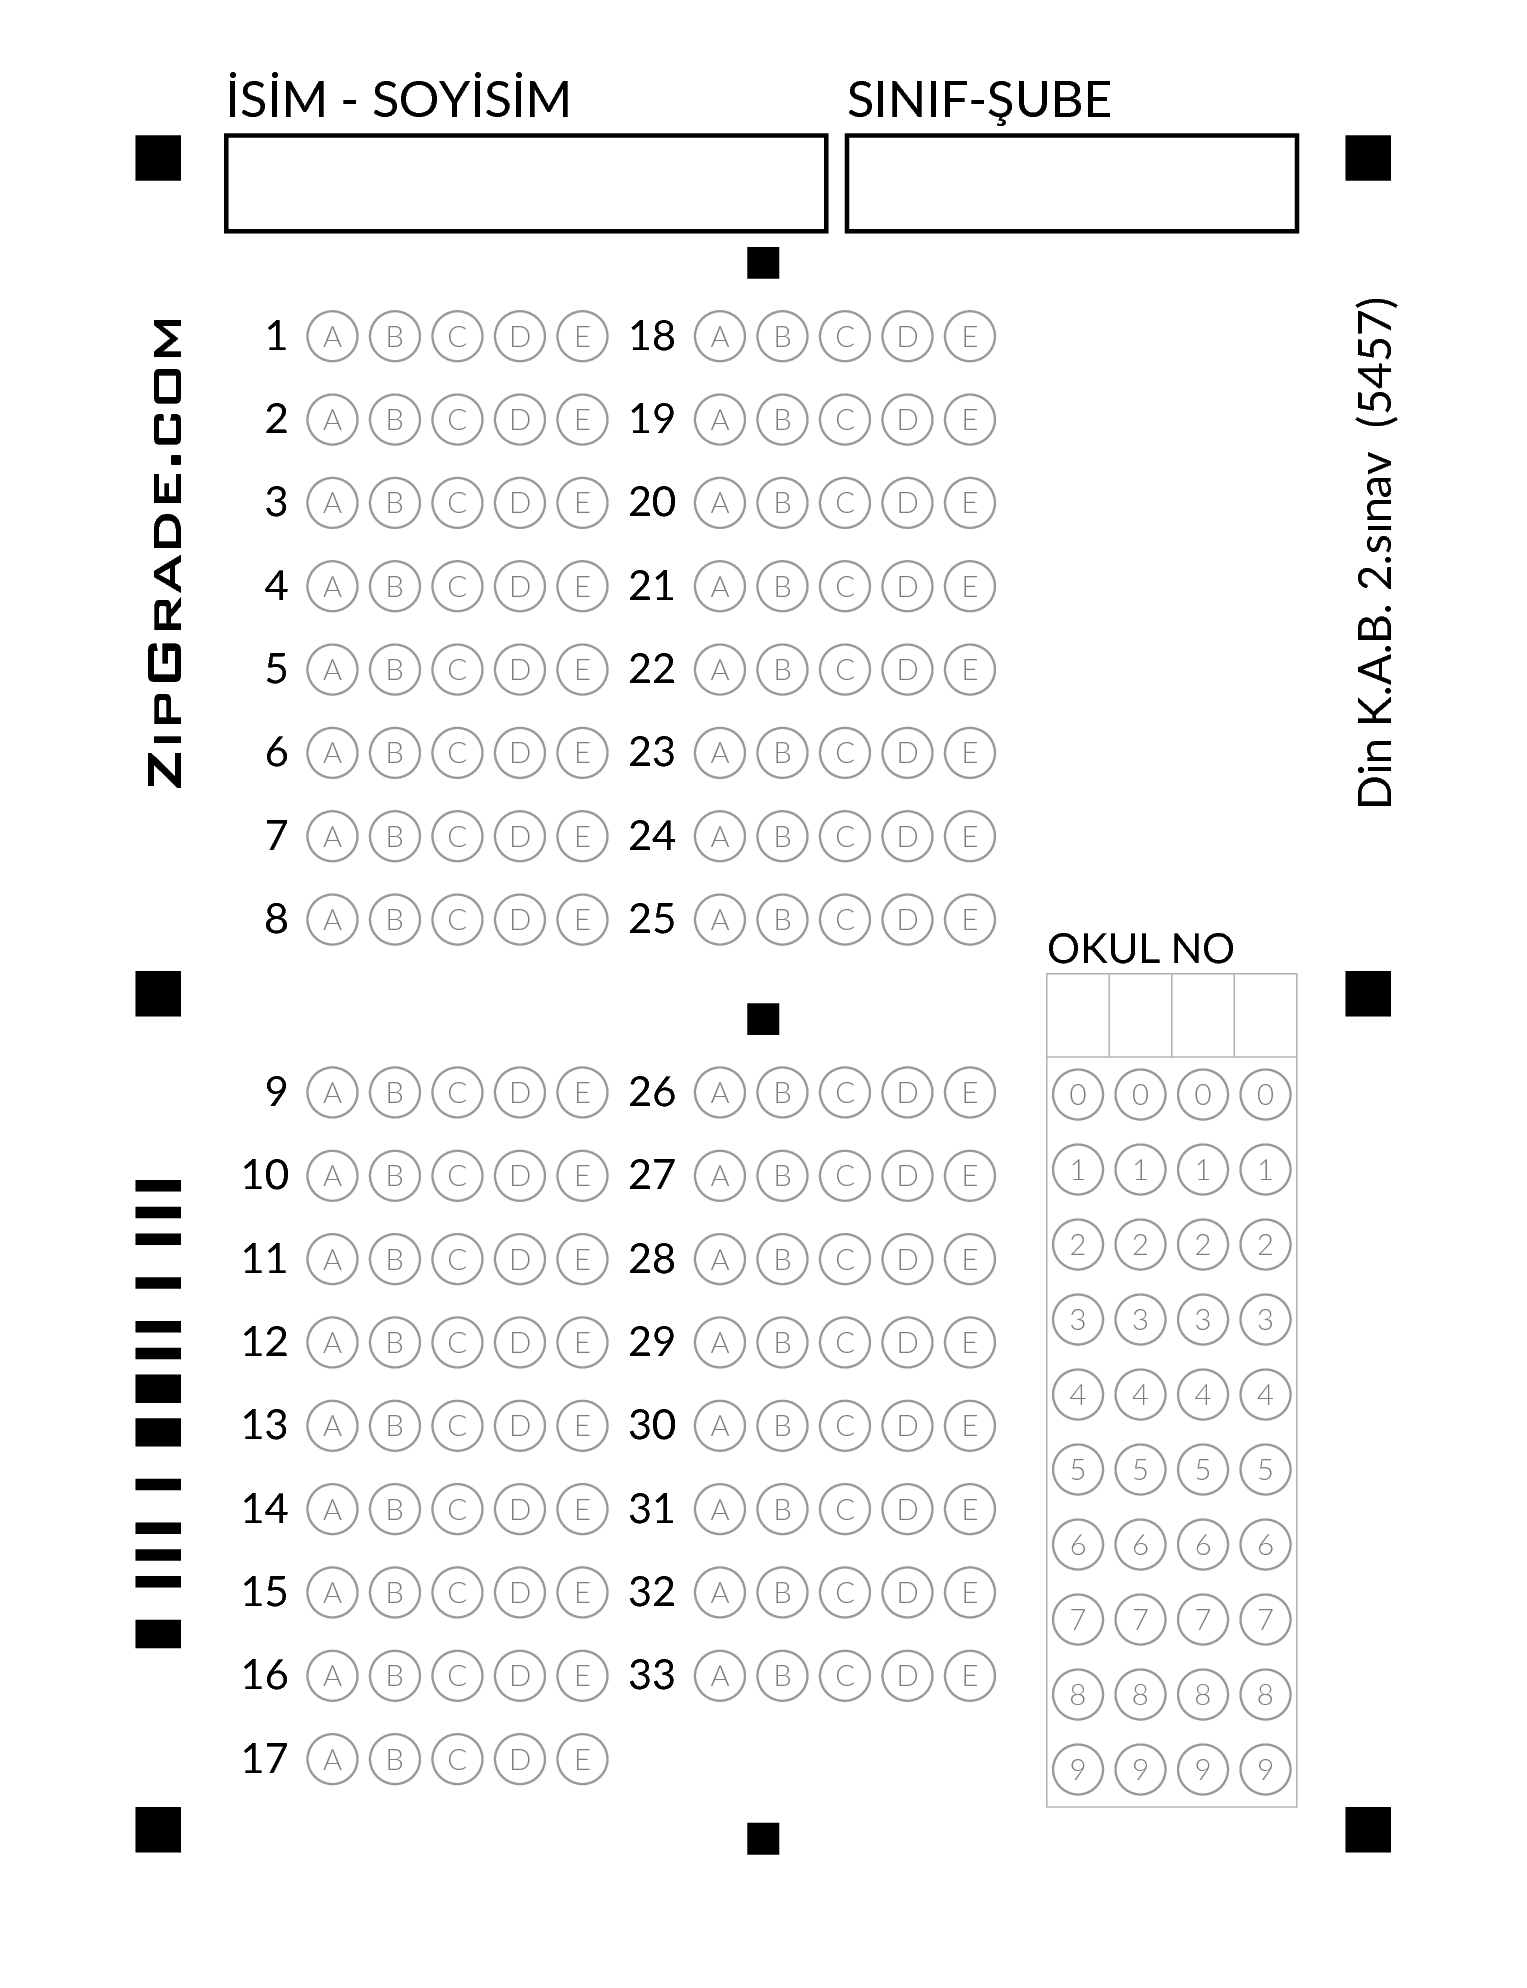 İSİM - SOYİSİM
SINIF-ŞUBE
ZIPGRADE.COM
Din K.A.B. 2.sınav (5457)
1 A B C D E 18 A B C D E
2 A B C D E 19 A B C D E
3 A B C D E 20 A B C D E
4 A B C D E 21 A B C D E
5 A B C D E 22 A B C D E
6 A B C D E 23 A B C D E
7 A B C D E 24 A B C D E
8 A B C D E 25 A B C D E
9 A B C D E 26 A B C D E
10 A B C D E 27 A B C D E
11 A B C D E 28 A B C D E
12 A B C D E 29 A B C D E
13 A B C D E 30 A B C D E
14 A B C D E 31 A B C D E
15 A B C D E 32 A B C D E
16 A B C D E 33 A B C D E
17 A B C D E
OKUL NO
0 0 0 0
1 1 1 1
2 2 2 2
3 3 3 3
4 4 4 4
5 5 5 5
6 6 6 6
7 7 7 7
8 8 8 8
9 9 9 9